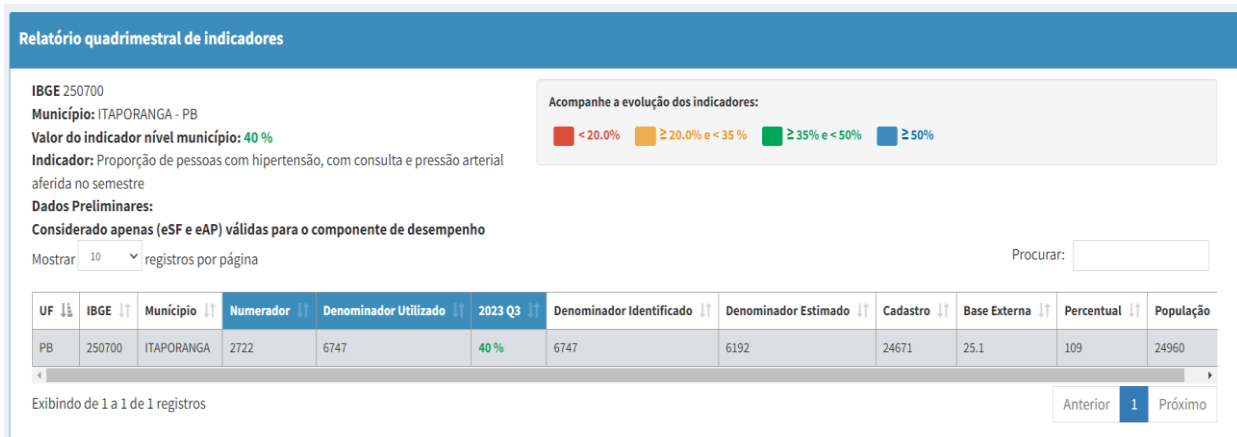 Relatório quadrimestral de indicadores
IBGE 250700
Município: ITAPORANGA - PB
Valor do indicador nível município: 40 %
Indicador: Proporção de pessoas com hipertensão, com consulta e pressão arterial
aferida no semestre
Dados Preliminares:
Considerado apenas (eSF e eAP) válidas para o componente de desempenho
Acompanhe a evolução dos indicadores:
< 20.0% ≥ 20.0% e < 35 % ≥ 35% e < 50% ≥ 50%
Mostrar 10 registros por página
Procurar:
UF IBGE Munícipio Numerador Denominador Utilizado 2023 Q3 Denominador Identificado Denominador Estimado Cadastro Base Externa Percentual População
PB 250700 ITAPORANGA 2722 6747 40 % 6747 6192 24671 25.1 109 24960
Exibindo de 1 a 1 de 1 registros
Anterior 1 Próximo